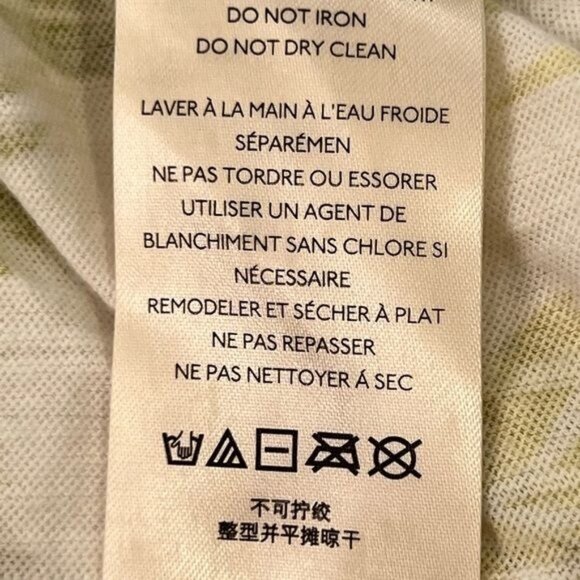 DO NOT IRON
DO NOT DRY CLEAN
LAVER À LA MAIN À L'EAU FROIDE
SÉPARÉMEN
NE PAS TORDRE OU ESSORER
UTILISER UN AGENT DE
BLANCHIMENT SANS CHLORE SI
NÉCESSAIRE
REMODELER ET SÉCHER À PLAT
NE PAS REPASSER
NE PAS NETTOYER Á SEC
不可拧绞
整型并平摊晾干